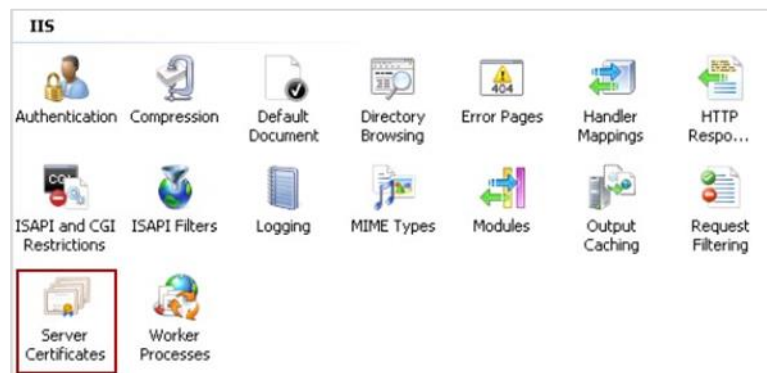 IIS
Authentication Compression Default Directory Error Pages Handler HTTP
Document Browsing Mappings Respo...
404
ISAPI and CGI ISAPI Filters Logging MIME Types Modules Output Request
Restrictions Caching Filtering
Server Worker
Certificates Processes